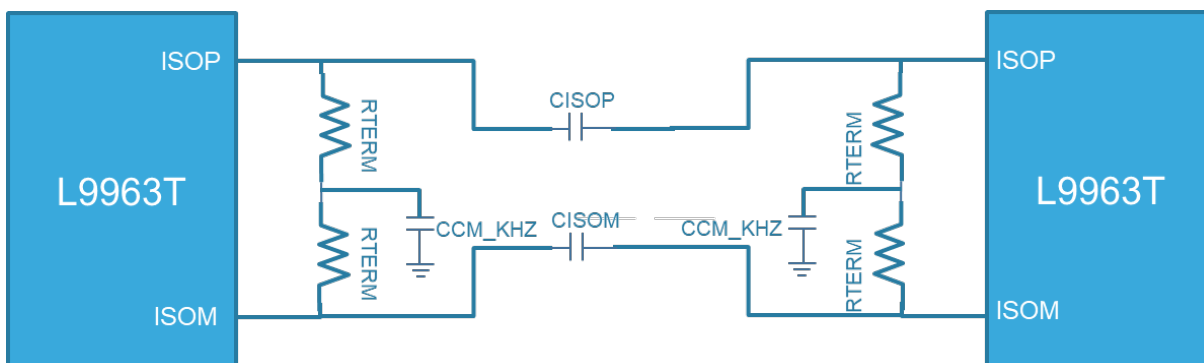 ISOP
ISOP
CISOP
RTERM
RTERM
L9963T
L9963T
CCM_KHZ
CISOM
CCM_KHZ
RTERM
RTERM
ISOM
ISOM